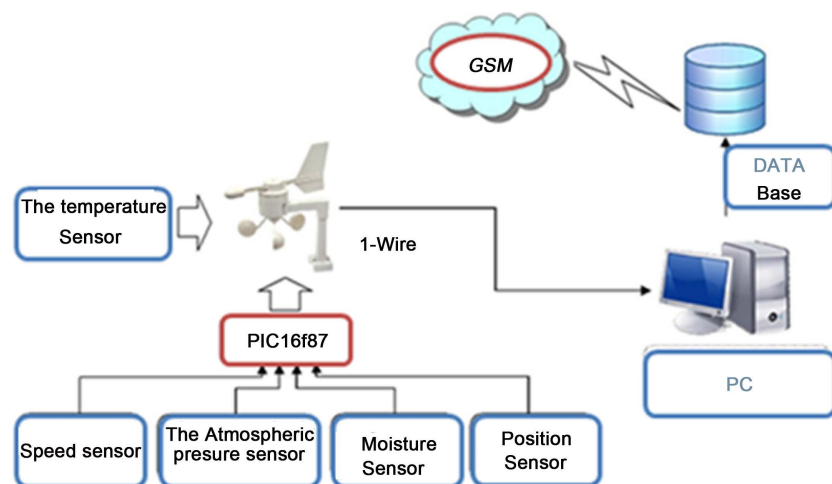 GSM
DATA
Base
The temperature
Sensor
1-Wire
PIC16f87
PC
Speed sensor
The Atmospheric
presure sensor
Moisture
Sensor
Position
Sensor